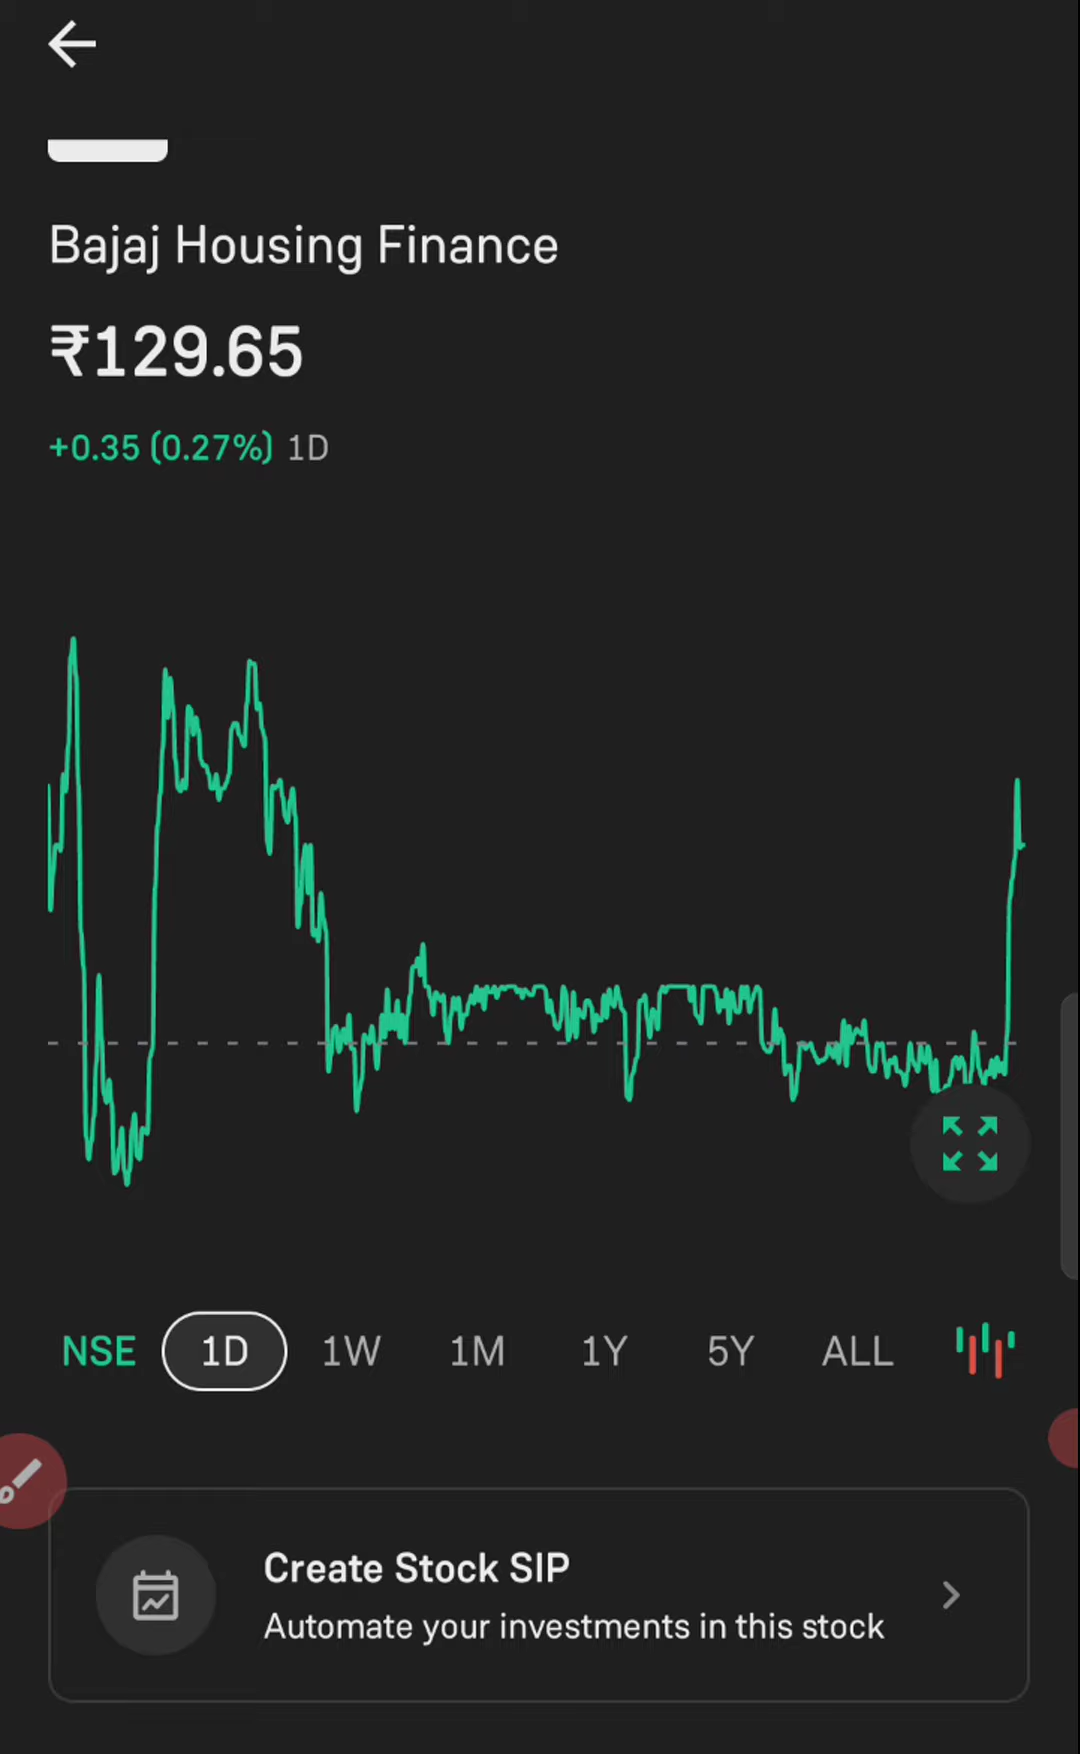 Bajaj Housing Finance
₹129.65
+0.35 (0.27%) 1D
NSE 1D 1W 1M 1Y 5Y ALL
Create Stock SIP
Automate your investments in this stock